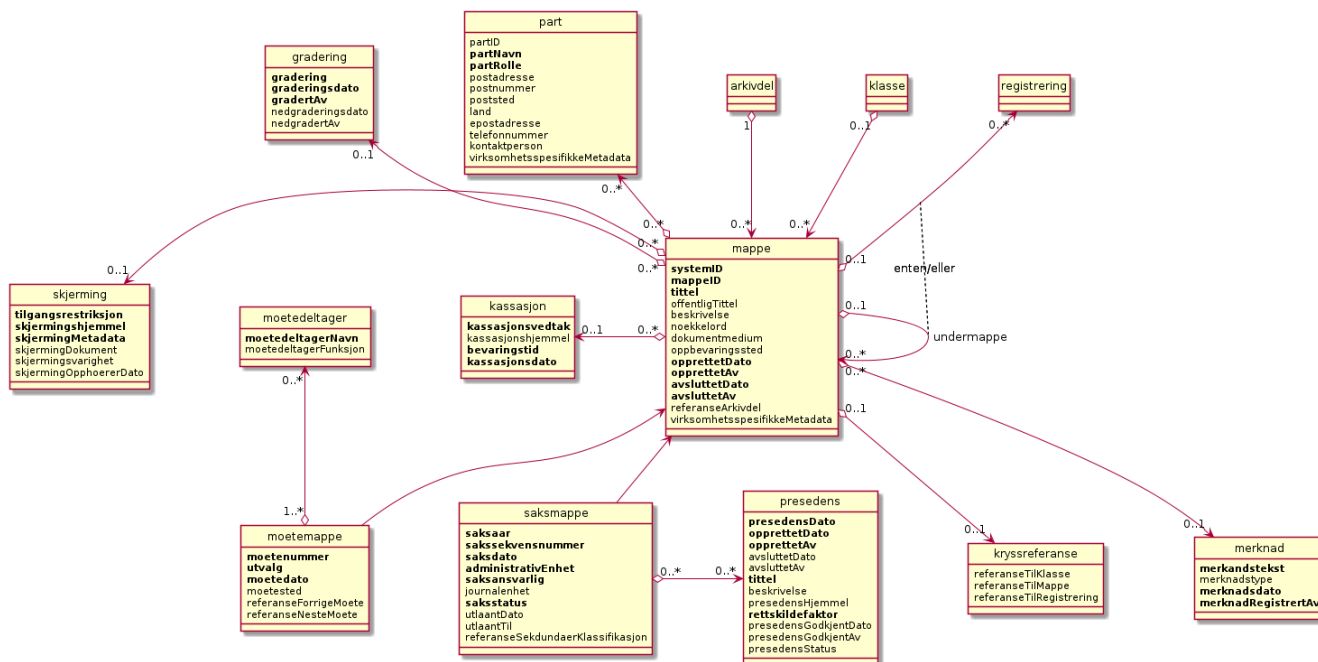 part
partID
partNavn
partRolle
postadresse
postnummer
poststed
land
epostadresse
telefonnummer
kontaktperson
virksomhetsspesifikkeMetadata
gradering
gradering
graderingsdato
gradertAv
nedgraderingsdato
nedgradertAv
arkivdel
klasse
registrering
0..1
0..*
1
0..1
0..*
0..*
0..*
0..*
0..*
0..*
0..1
mappe
systemID
mappeID
tittel
offentligTittel
beskrivelse
noekkelord
dokumentmedium
oppbevaringssted
opprettetDato
opprettetAv
avsluttetDato
avsluttetAv
referanseArkivdel
virksomhetsspesifikkeMetadata
0..1
enten/eller
0..1
undermappe
0..*
0..*
0..1
skjerming
tilgangsrestriksjon
skjermingshjemmel
skjermingMetadata
skjermingDokument
skjermingsvarighet
skjermingOpphoererDato
moetedeltager
moetedeltagerNavn
moetedeltagerFunksjon
kassasjon
kassasjonsvedtak
kassasjonshjemmel
bevaringstid
kassasjonsdato
0..1
0..*
0..*
1..*
moetemappe
moetenummer
utvalg
moetedato
moetested
referanseForrigeMoete
referanseNesteMoete
saksmappe
saksaar
sakssekvensnummer
saksdato
administrativEnhet
saksansvarlig
journalenhet
saksstatus
utlaantDato
utlaantTil
referanseSekdundaerKlassifikasjon
0..*
0..*
presedens
presedensDato
opprettetDato
opprettetAv
avsluttetDato
avsluttetAv
tittel
beskrivelse
presedensHjemmel
rettskildefaktor
presedensGodkjentDato
presedensGodkjentAv
presedensStatus
0..1
kryssreferanse
referanseTilKlasse
referanseTilMappe
referanseTilRegistrering
0..1
merknad
merknandstekst
merknadstype
merknadsdato
merknadRegistrertAv